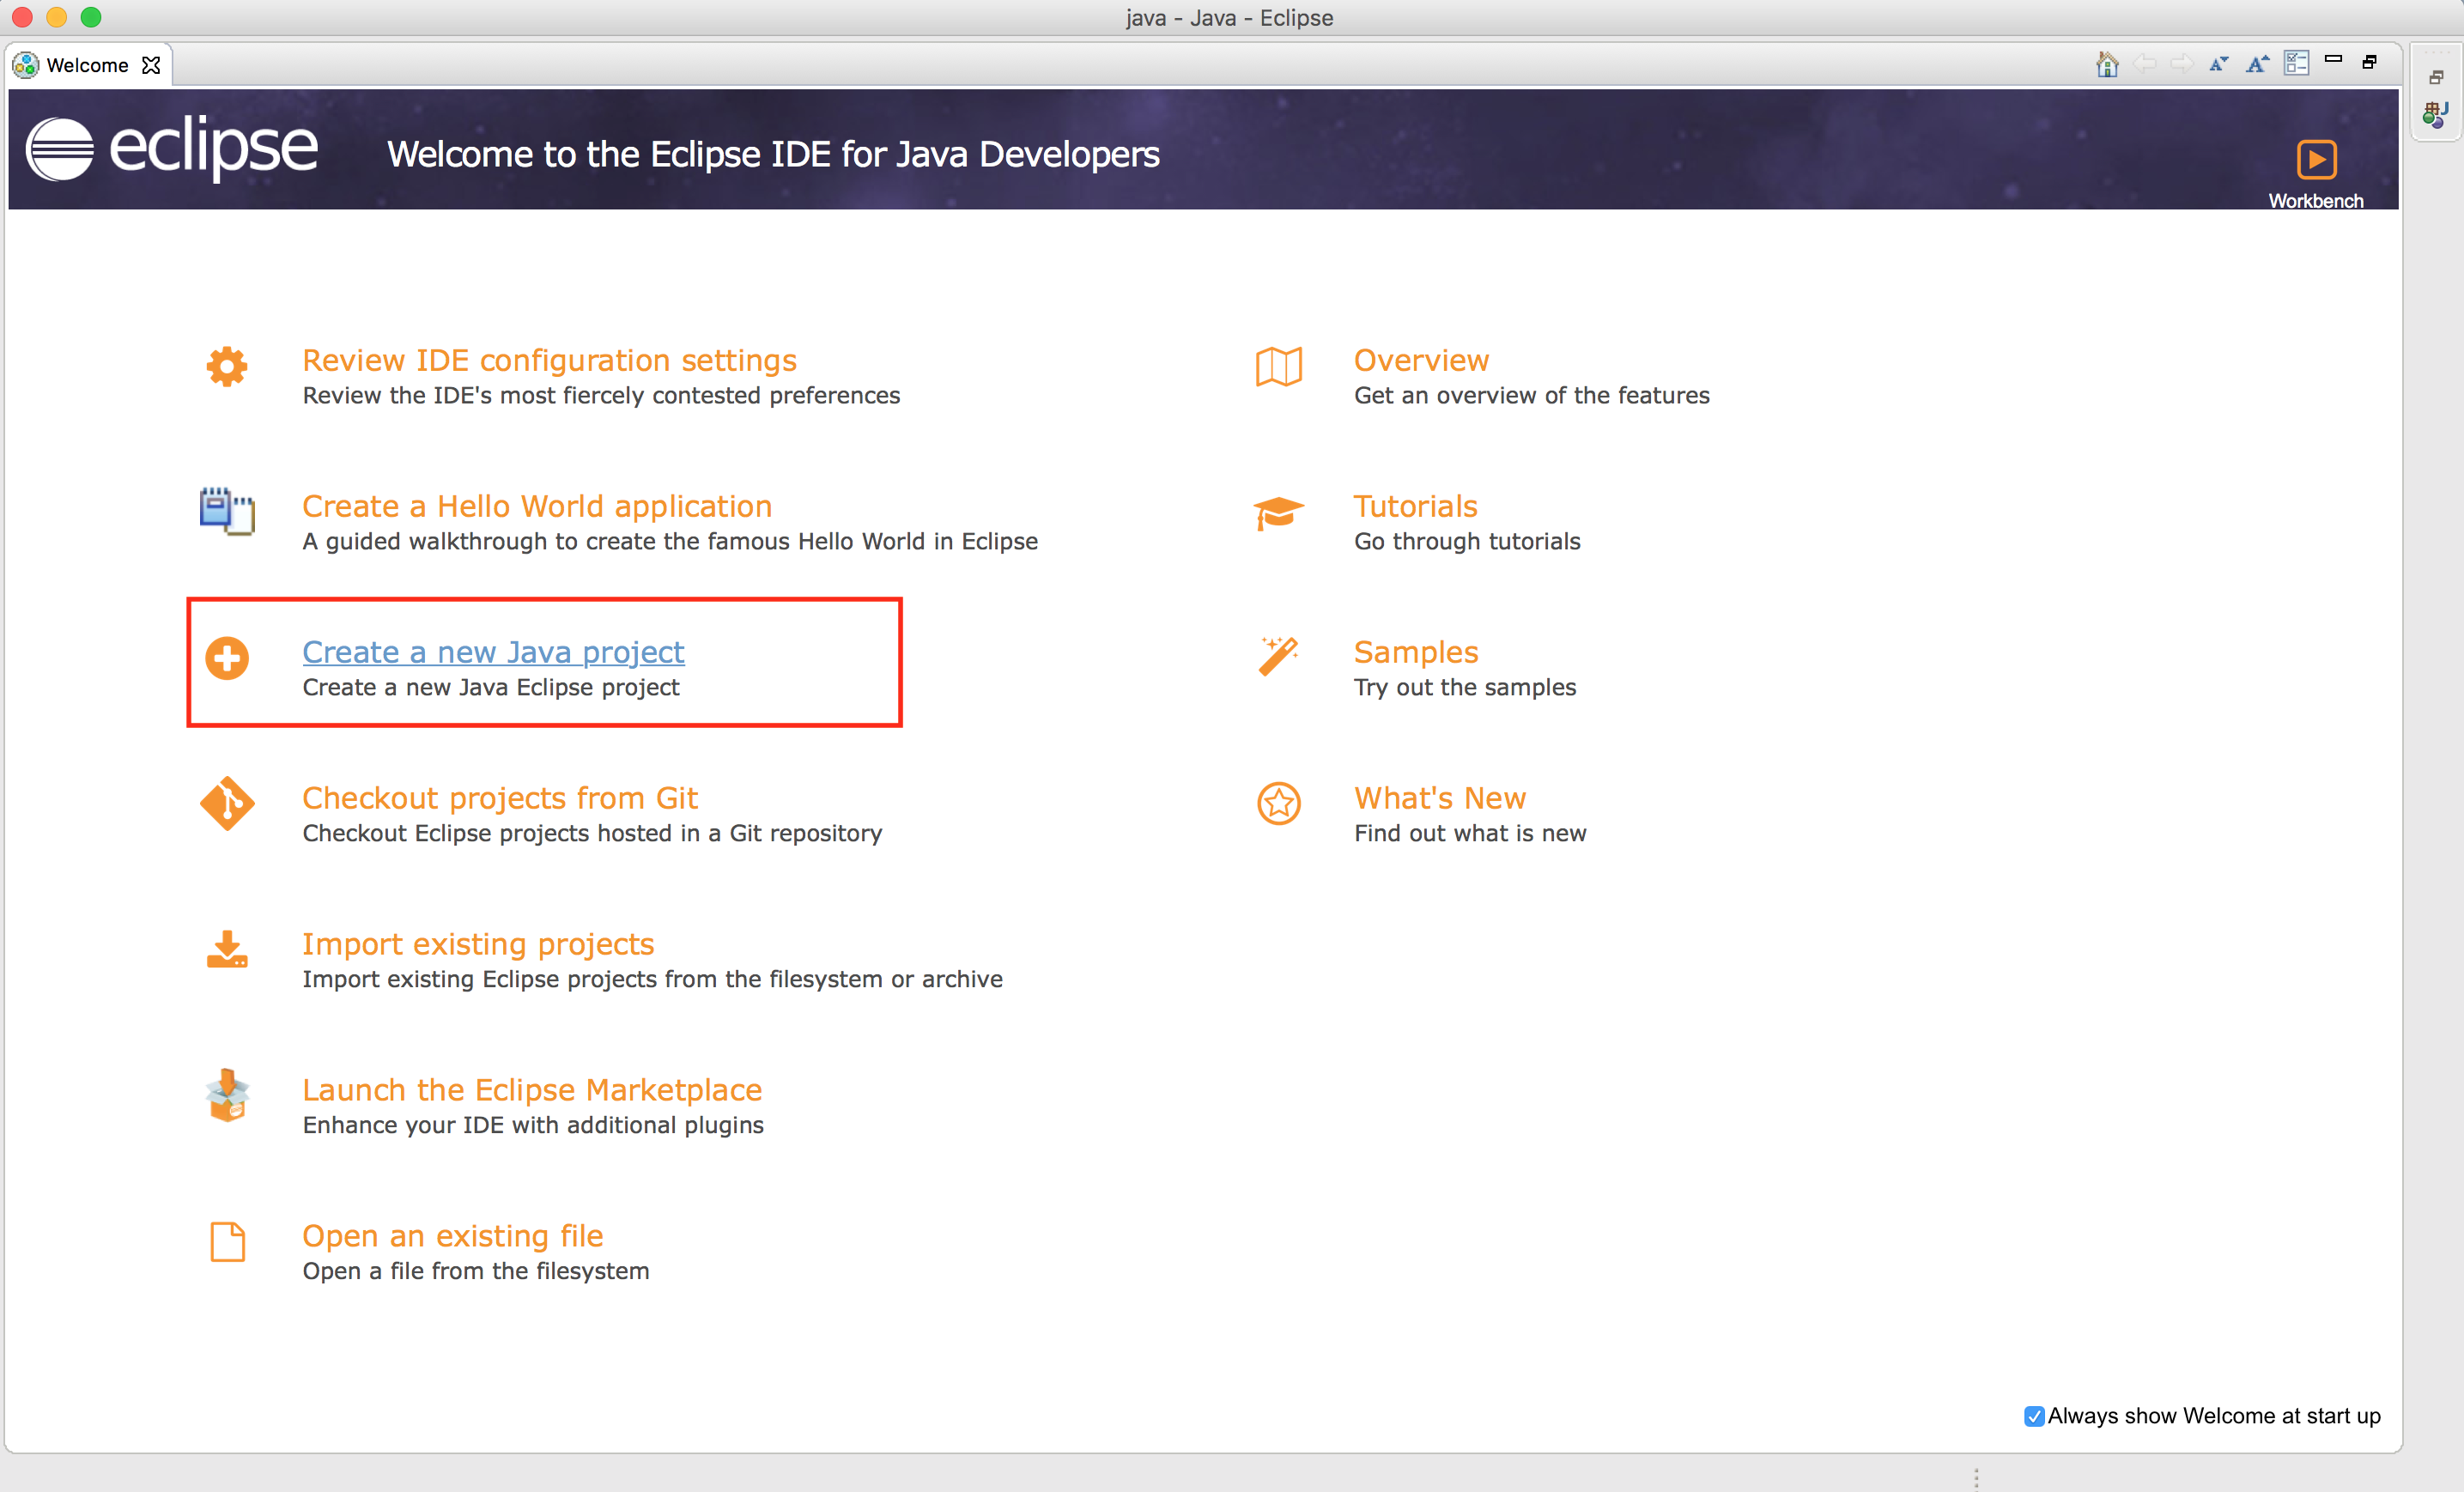 java - Java - Eclipse
Welcome
eclipse
Welcome to the Eclipse IDE for Java Developers
Workbench
Review IDE configuration settings
Review the IDE's most fiercely contested preferences
Create a Hello World application
A guided walkthrough to create the famous Hello World in Eclipse
Create a new Java project
Create a new Java Eclipse project
Checkout projects from Git
Checkout Eclipse projects hosted in a Git repository
Import existing projects
Import existing Eclipse projects from the filesystem or archive
Launch the Eclipse Marketplace
Enhance your IDE with additional plugins
Open an existing file
Open a file from the filesystem
Overview
Get an overview of the features
Tutorials
Go through tutorials
Samples
Try out the samples
What's New
Find out what is new
Always show Welcome at start up